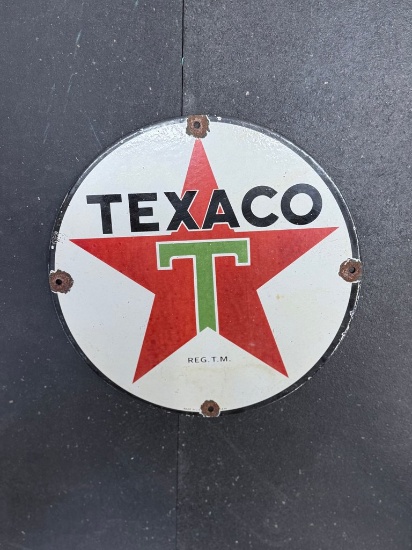 TEXACO
T
REG. T.M.